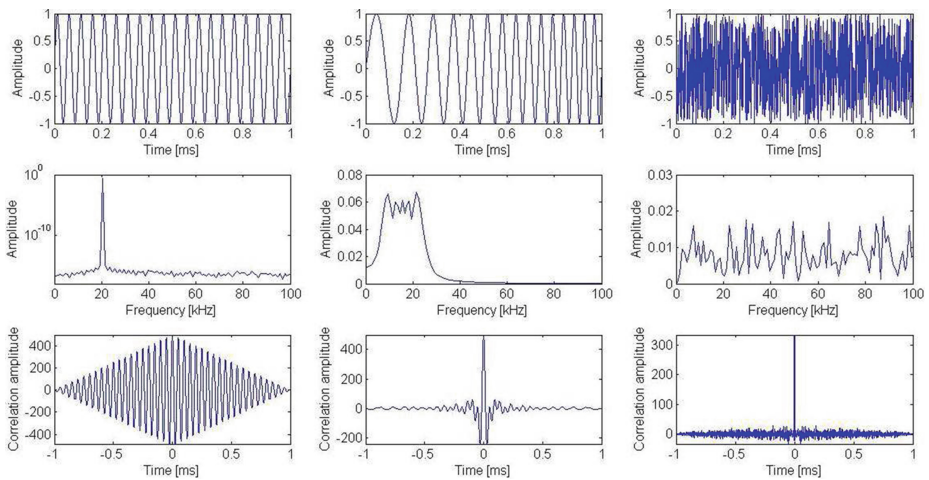 Amplitude
1
0.5
0
-0.5
-1
0 0.2 0.4 0.6 0.8 1
Time [ms]
Amplitude
1
0.5
0
-0.5
-1
0 0.2 0.4 0.6 0.8 1
Time [ms]
Amplitude
1
0.5
0
-0.5
-1
0 0.2 0.4 0.6 0.8 1
Time [ms]
Amplitude
10^0
10^-10
0 20 40 60 80 100
Frequency [kHz]
Amplitude
0.08
0.06
0.04
0.02
0
0 20 40 60 80 100
Frequency [kHz]
Amplitude
0.03
0.02
0.01
0
0 20 40 60 80 100
Frequency [kHz]
Correlation amplitude
400
200
0
-200
-400
-1 -0.5 0 0.5 1
Time [ms]
Correlation amplitude
400
200
0
-200
-1 -0.5 0 0.5 1
Time [ms]
Correlation amplitude
300
200
100
0
-1 -0.5 0 0.5 1
Time [ms]